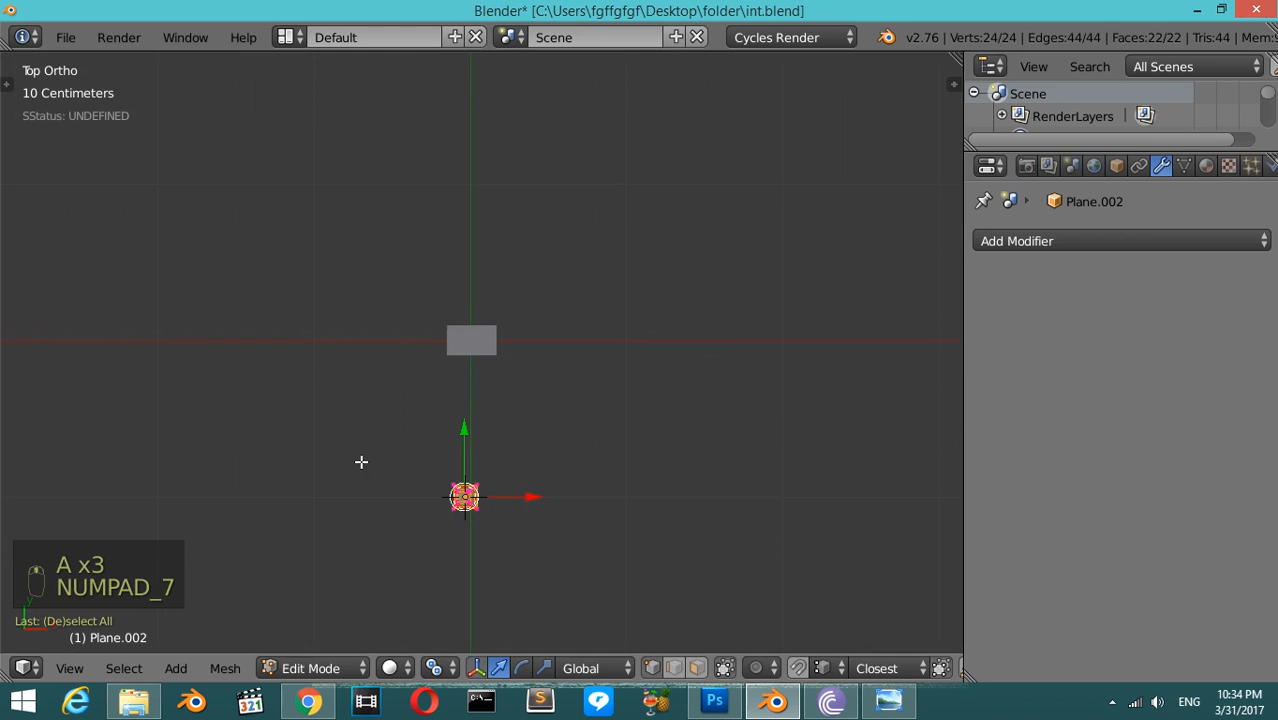 Blender* [C:\Users\fgffgfgf\Desktop\folder\int.blend]
File Render Window Help Default Scene Cycles Render v2.76 | Verts:24/24 | Edges:44/44 | Faces:22/22 | Tris:44 |
Top Ortho
10 Centimeters
SStatus: UNDEFINED
View Search All Scenes
Scene
RenderLayers
Plane.002
Add Modifier
A x3
NUMPAD_7
y
Last: (De)select All
(1) Plane.002
View Select Add Mesh Edit Mode Global Closest
321
Ps
ENG
10:34 PM
3/31/2017